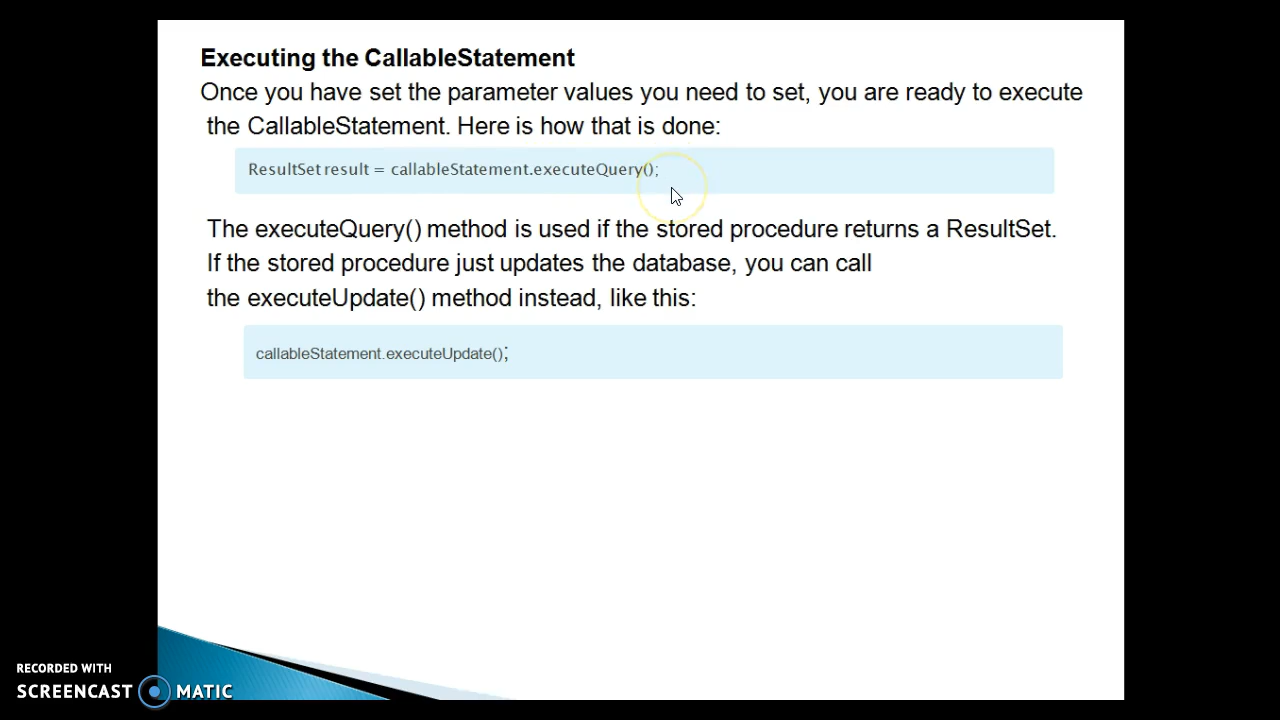 Executing the CallableStatement
Once you have set the parameter values you need to set, you are ready to execute
the CallableStatement. Here is how that is done:
ResultSet result = callableStatement.executeQuery();
The executeQuery() method is used if the stored procedure returns a ResultSet.
If the stored procedure just updates the database, you can call
the executeUpdate() method instead, like this:
callableStatement.executeUpdate();
RECORDED WITH
SCREENCAST MATIC